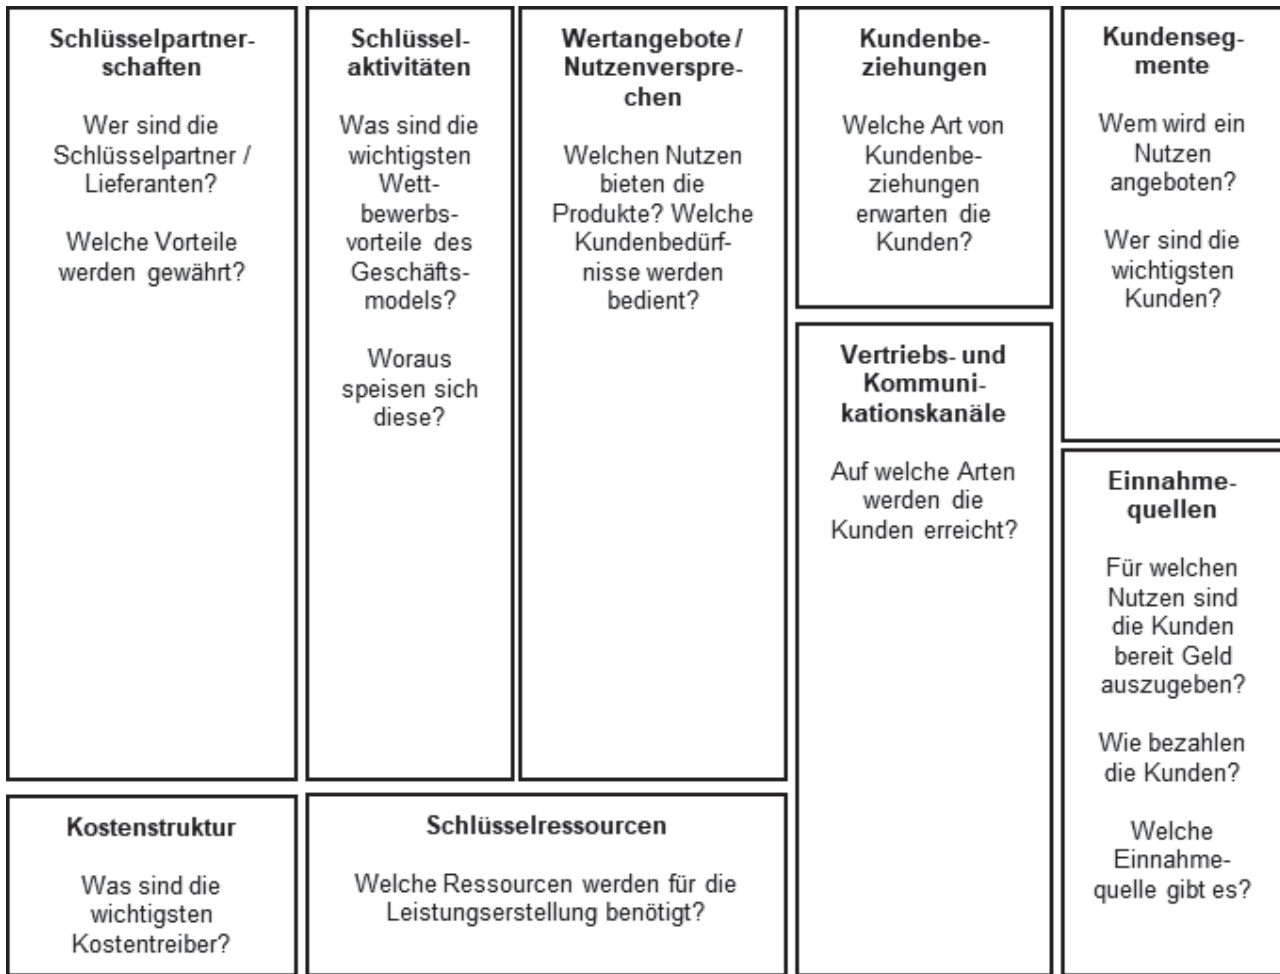 Schlüsselpartner-
schaften
Wer sind die
Schlüsselpartner /
Lieferanten?
Welche Vorteile
werden gewährt?
Schlüssel-
aktivitäten
Was sind die
wichtigsten
Wett-
bewerbs-
vorteile des
Geschäfts-
models?
Woraus
speisen sich
diese?
Wertangebote /
Nutzenverspre-
chen
Welchen Nutzen
bieten die
Produkte? Welche
Kundenbedürf-
nisse werden
bedient?
Kundenbe-
ziehungen
Welche Art von
Kundenbe-
ziehungen
erwarten die
Kunden?
Vertriebs- und
Kommuni-
kationskanäle
Auf welche Arten
werden die
Kunden erreicht?
Kundenseg-
mente
Wem wird ein
Nutzen
angeboten?
Wer sind die
wichtigsten
Kunden?
Einnahme-
quellen
Für welchen
Nutzen sind
die Kunden
bereit Geld
auszugeben?
Wie bezahlen
die Kunden?
Welche
Einnahme-
quelle gibt es?
Kostenstruktur
Was sind die
wichtigsten
Kostentreiber?
Schlüsselressourcen
Welche Ressourcen werden für die
Leistungserstellung benötigt?